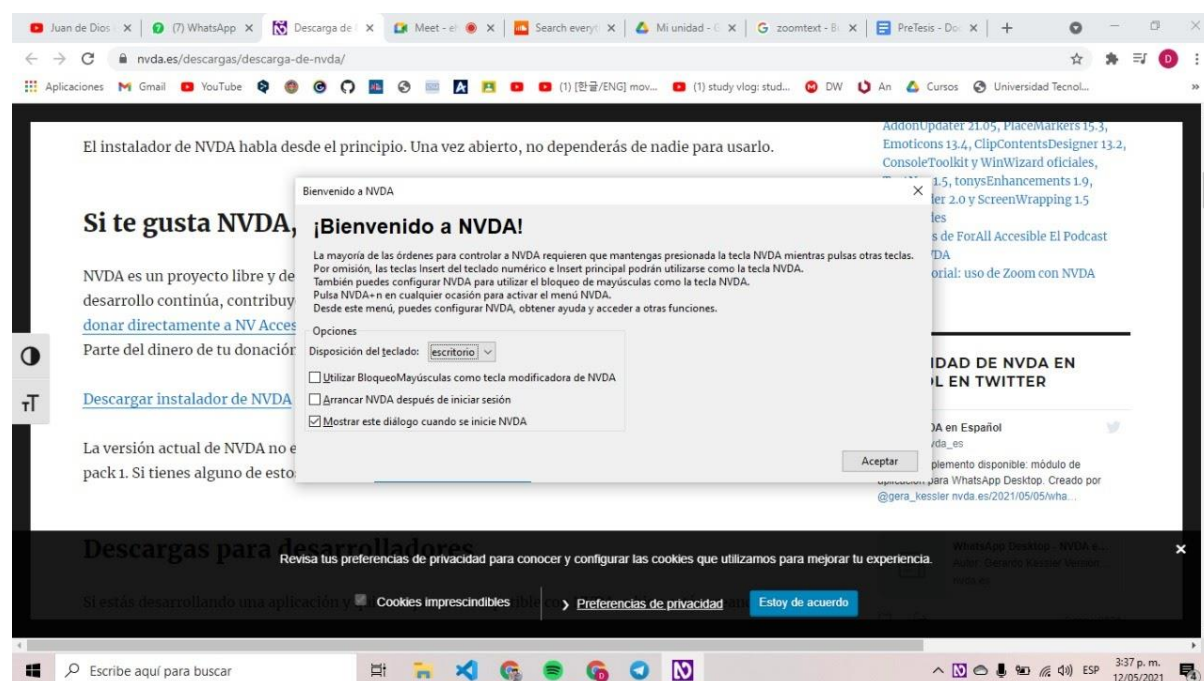 Juan de Dios
(7) WhatsApp
Descarga de
Meet - e
Search everyt
Mi unidad -
zoomtext - B
PreTesis - Do
nvda.es/descargas/descarga-de-nvda/
Aplicaciones
Gmail
YouTube
(1) [한글/ENG] mov...
(1) study vlog: stud...
DW
An
Cursos
Universidad Tecnol...
El instalador de NVDA habla desde el principio. Una vez abierto, no dependerás de nadie para usarlo.
Si te gusta NVDA,
NVDA es un proyecto libre y de
desarrollo continúa, contribuy
donar directamente a NV Acces
Parte del dinero de tu donación
Descargar instalador de NVDA
La versión actual de NVDA no e
pack 1. Si tienes alguno de esto
Descargas para desarrolladores
Si estás desarrollando una aplicación y
AddonUpdater 21.05, PlaceMarkers 15.3,
Emoticons 13.4, ClipContentsDesigner 13.2,
ConsoleToolkit y WinWizard oficiales,
1.5, tonysEnhancements 1.9,
ler 2.0 y ScreenWrapping 1.5
les
s de ForAll Accesible El Podcast
DA
orial: uso de Zoom con NVDA
IDAD DE NVDA EN
L EN TWITTER
DA en Español
vda_es
plemento disponible: módulo de
aplicación para WhatsApp Desktop. Creado por
@gera_kessler nvda.es/2021/05/05/wha...
WhatsApp Desktop - NVDA e...
Autor: Gerardo Kessler Version...
nvda.es
Bienvenido a NVDA
¡Bienvenido a NVDA!
La mayoría de las órdenes para controlar a NVDA requieren que mantengas presionada la tecla NVDA mientras pulsas otras teclas.
Por omisión, las teclas Insert del teclado numérico e Insert principal podrán utilizarse como la tecla NVDA.
También puedes configurar NVDA para utilizar el bloqueo de mayúsculas como la tecla NVDA.
Pulsa NVDA+n en cualquier ocasión para activar el menú NVDA.
Desde este menú, puedes configurar NVDA, obtener ayuda y acceder a otras funciones.
Opciones
Disposición del teclado: escritorio
Utilizar BloqueoMayúsculas como tecla modificadora de NVDA
Arrancar NVDA después de iniciar sesión
Mostrar este diálogo cuando se inicie NVDA
Aceptar
Revisa tus preferencias de privacidad para conocer y configurar las cookies que utilizamos para mejorar tu experiencia.
Cookies imprescindibles
Preferencias de privacidad
Estoy de acuerdo
Escribe aquí para buscar
ESP
3:37 p. m.
12/05/2021